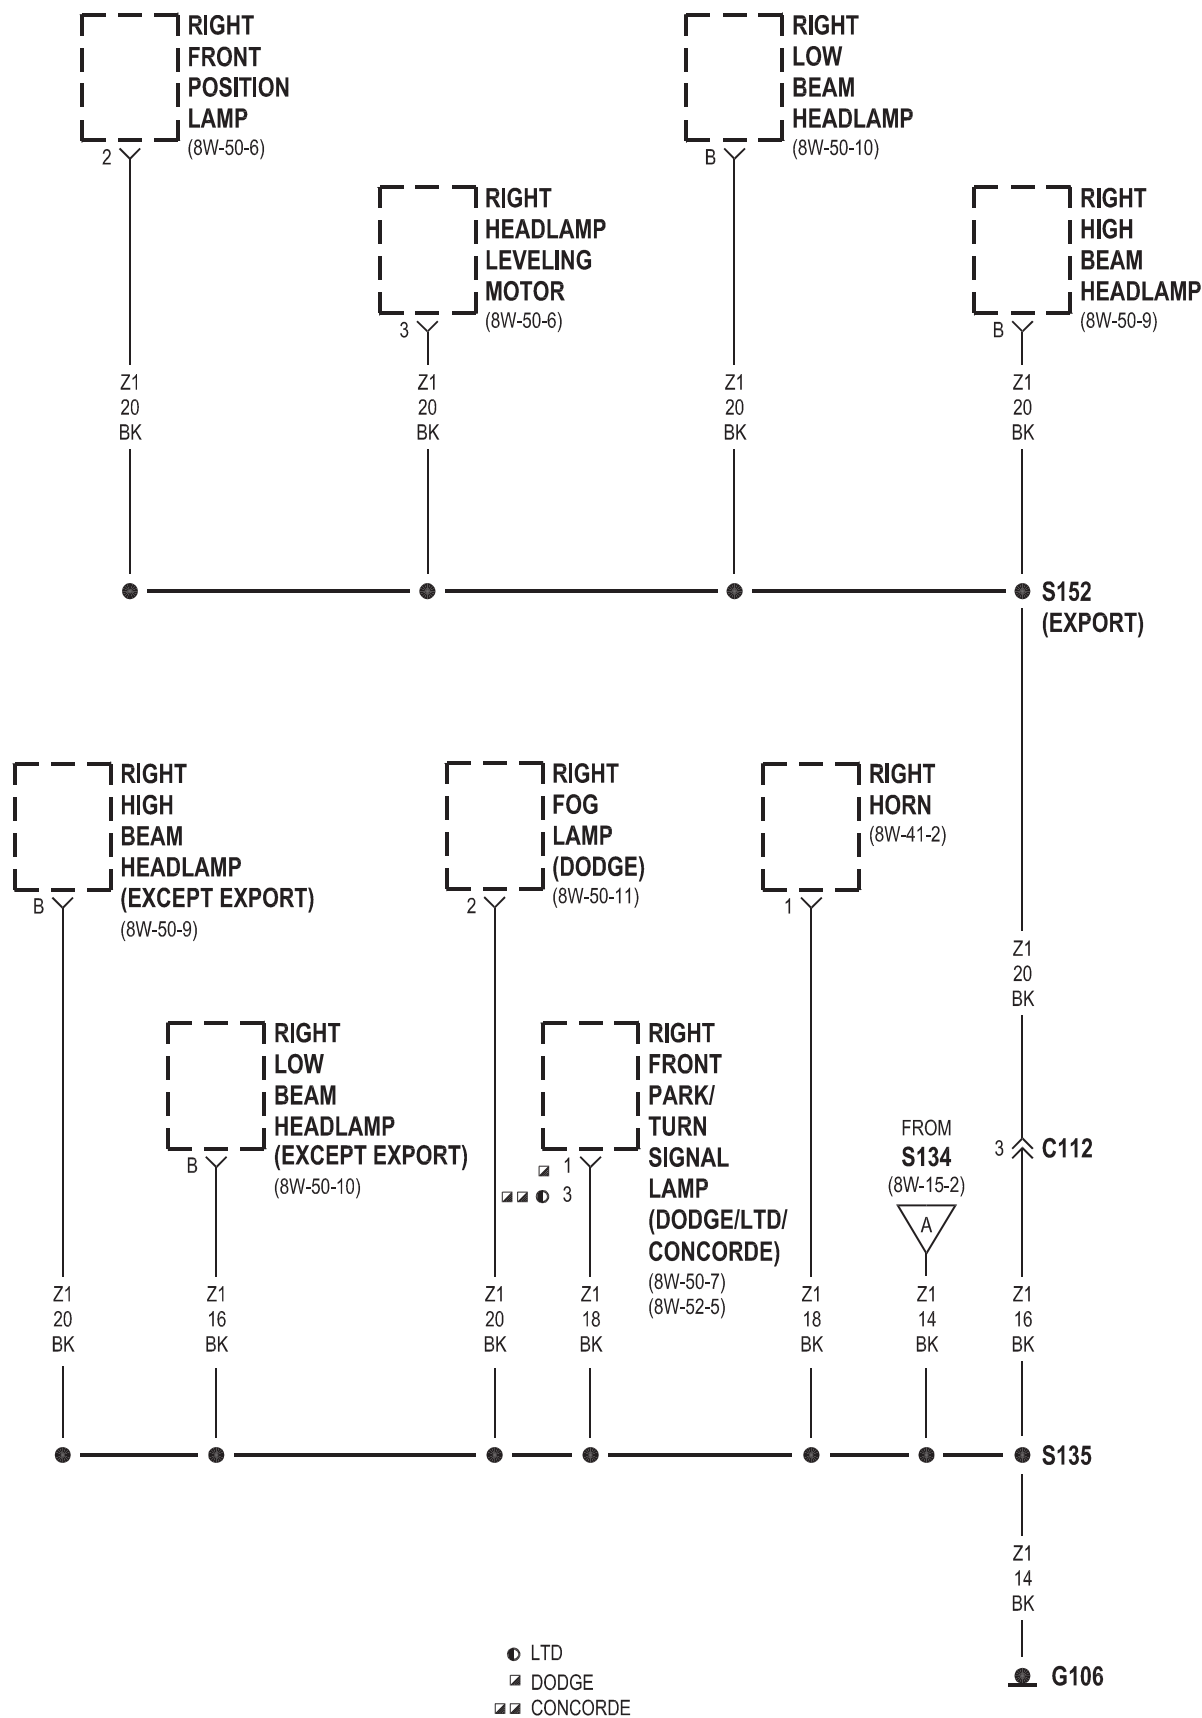 RIGHT
FRONT
POSITION
LAMP
(8W-50-6)
2
RIGHT
LOW
BEAM
HEADLAMP
(8W-50-10)
B
RIGHT
HEADLAMP
LEVELING
MOTOR
(8W-50-6)
3
RIGHT
HIGH
BEAM
HEADLAMP
(8W-50-9)
B
Z1
20
BK
Z1
20
BK
Z1
20
BK
Z1
20
BK
S152
(EXPORT)
RIGHT
HIGH
BEAM
HEADLAMP
(EXCEPT EXPORT)
(8W-50-9)
B
RIGHT
FOG
LAMP
(DODGE)
(8W-50-11)
2
RIGHT
HORN
(8W-41-2)
1
Z1
20
BK
RIGHT
LOW
BEAM
HEADLAMP
(EXCEPT EXPORT)
(8W-50-10)
B
RIGHT
FRONT
PARK/
TURN
SIGNAL
LAMP
(DODGE/LTD/
CONCORDE)
(8W-50-7)
(8W-52-5)
1
3
FROM
S134
(8W-15-2)
A
3
C112
Z1
20
BK
Z1
16
BK
Z1
20
BK
Z1
18
BK
Z1
18
BK
Z1
14
BK
Z1
16
BK
S135
Z1
14
BK
G106
LTD
DODGE
CONCORDE